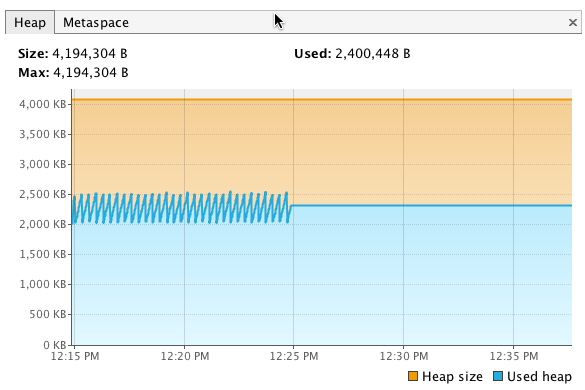 Heap Metaspace
Size: 4,194,304 B Used: 2,400,448 B
Max: 4,194,304 B
4,000 KB
3,500 KB
3,000 KB
2,500 KB
2,000 KB
1,500 KB
1,000 KB
500 KB
0 KB
12:15 PM 12:20 PM 12:25 PM 12:30 PM 12:35 PM
Heap size Used heap